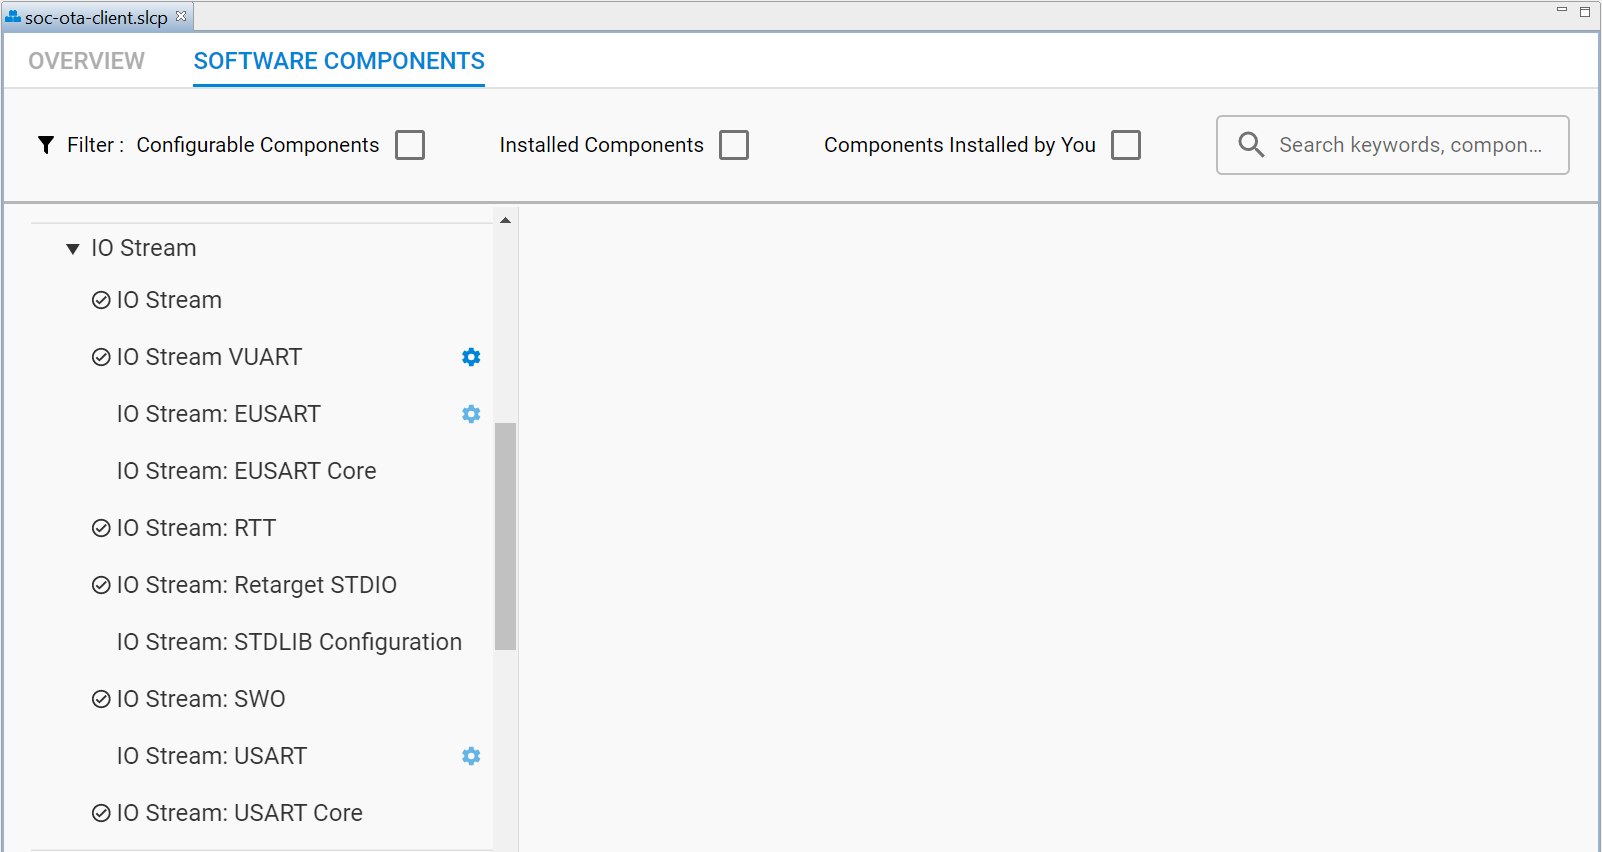 soc-ota-client.slcp
OVERVIEW SOFTWARE COMPONENTS
Filter : Configurable Components Installed Components Components Installed by You Search keywords, compon...
IO Stream
IO Stream
IO Stream VUART
IO Stream: EUSART
IO Stream: EUSART Core
IO Stream: RTT
IO Stream: Retarget STDIO
IO Stream: STDLIB Configuration
IO Stream: SWO
IO Stream: USART
IO Stream: USART Core